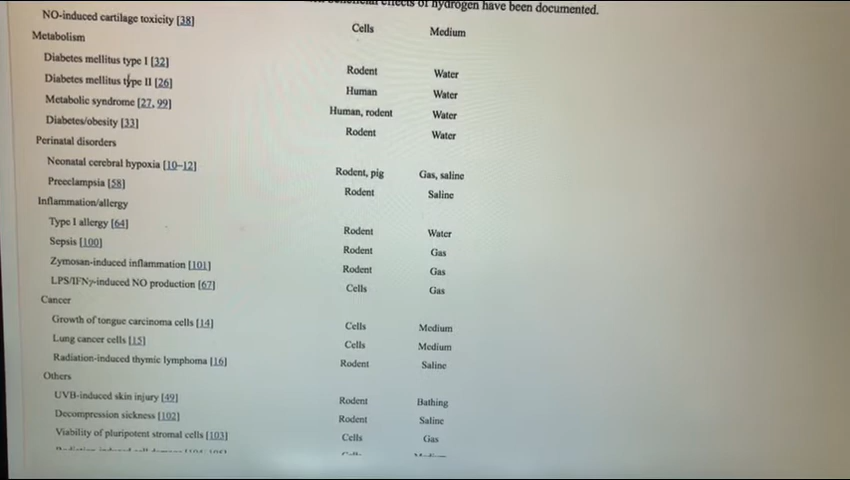 effects of hydrogen have been documented.
NO-induced cartilage toxicity [38] Cells Medium
Metabolism
Diabetes mellitus type I [32] Rodent Water
Diabetes mellitus type II [26] Human Water
Metabolic syndrome [27, 99] Human, rodent Water
Diabetes/obesity [33] Rodent Water
Perinatal disorders
Neonatal cerebral hypoxia [10–12] Rodent, pig Gas, saline
Preeclampsia [58] Rodent Saline
Inflammation/allergy
Type I allergy [64] Rodent Water
Sepsis [100] Rodent Gas
Zymosan-induced inflammation [101] Rodent Gas
LPS/IFNγ-induced NO production [67] Cells Gas
Cancer
Growth of tongue carcinoma cells [14] Cells Medium
Lung cancer cells [15] Cells Medium
Radiation-induced thymic lymphoma [16] Rodent Saline
Others
UVB-induced skin injury [49] Rodent Bathing
Decompression sickness [102] Rodent Saline
Viability of pluripotent stromal cells [103] Cells Gas